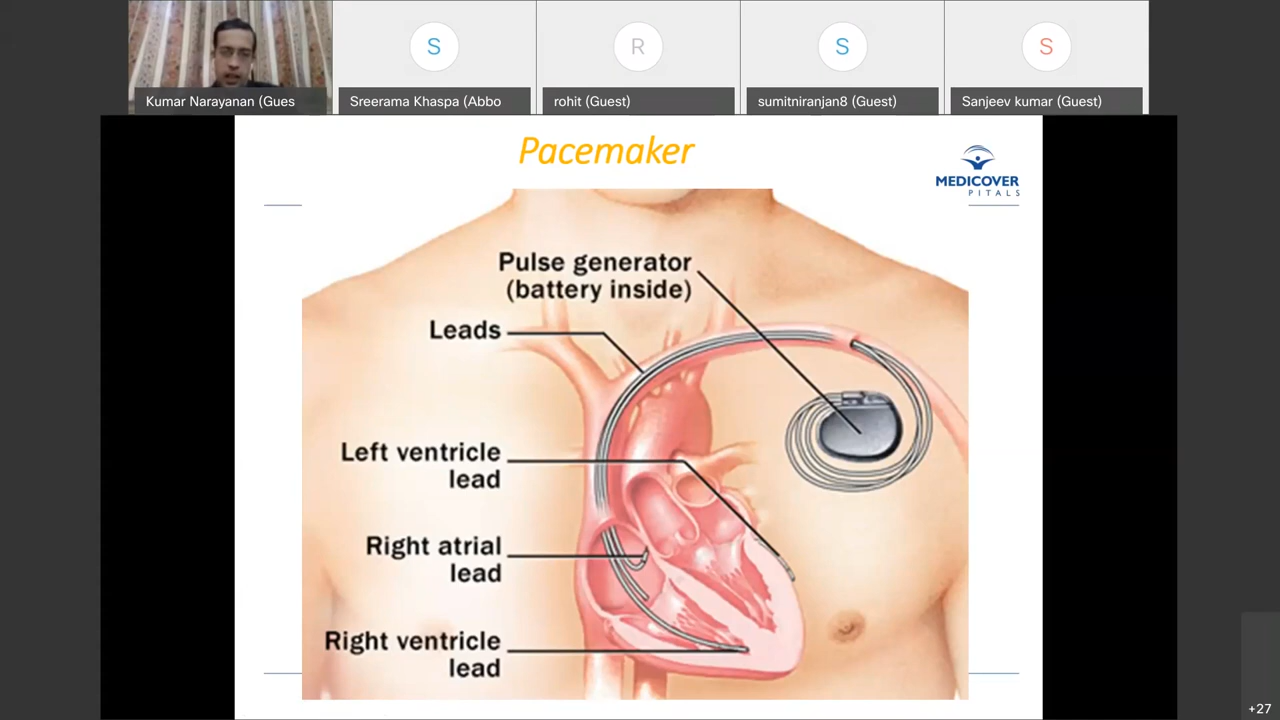 S
R
S
S
Kumar Narayanan (Gues
Sreerama Khaspa (Abbo
rohit (Guest)
sumitniranjan8 (Guest)
Sanjeev kumar (Guest)
Pacemaker
MEDICOVER
PITALS
Pulse generator
(battery inside)
Leads
Left ventricle
lead
Right atrial
lead
Right ventricle
lead
+27